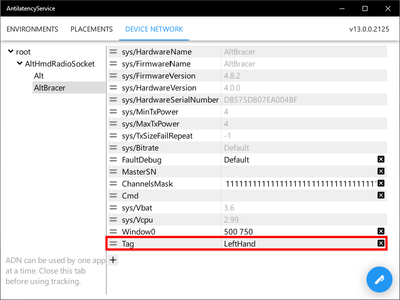 AntilatencyService
ENVIRONMENTS PLACEMENTS DEVICE NETWORK v13.0.0.2125
root
AltHmdRadioSocket
Alt
AltBracer
sys/HardwareName AltBracer
sys/FirmwareName AltBracer
sys/FirmwareVersion 4.8.2
sys/HardwareVersion 4.0.0
sys/HardwareSerialNumber DB575D807EA004BF
sys/MinTxPower 4
sys/MaxTxPower 4
sys/TxSizeFailRepeat -1
sys/Bitrate Default
FaultDebug Default
MasterSN
ChannelsMask
Cmd
sys/Vbat 3.6
sys/Vcpu 2.99
Window0 500 750
Tag LeftHand
ADN can be used by one app
at a time. Close this tab
before using tracking.